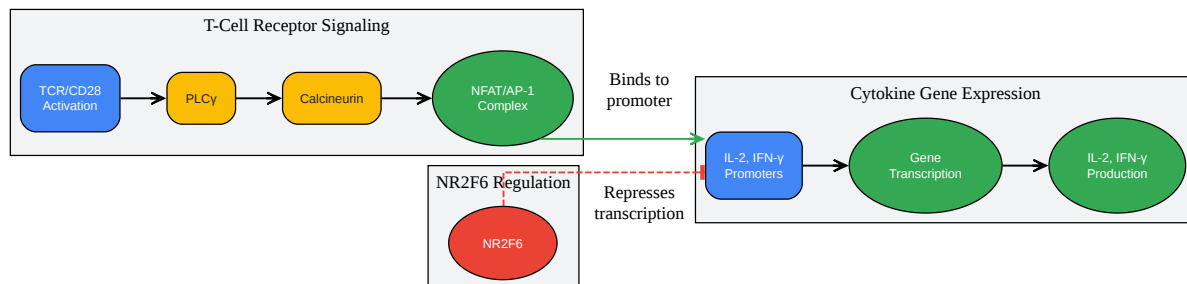 T-Cell Receptor Signaling
TCR/CD28
Activation
PLCγ
Calcineurin
NFAT/AP-1
Complex
Binds to
promoter
Cytokine Gene Expression
IL-2, IFN-γ
Promoters
Gene
Transcription
IL-2, IFN-γ
Production
NR2F6 Regulation
Represses
transcription
NR2F6